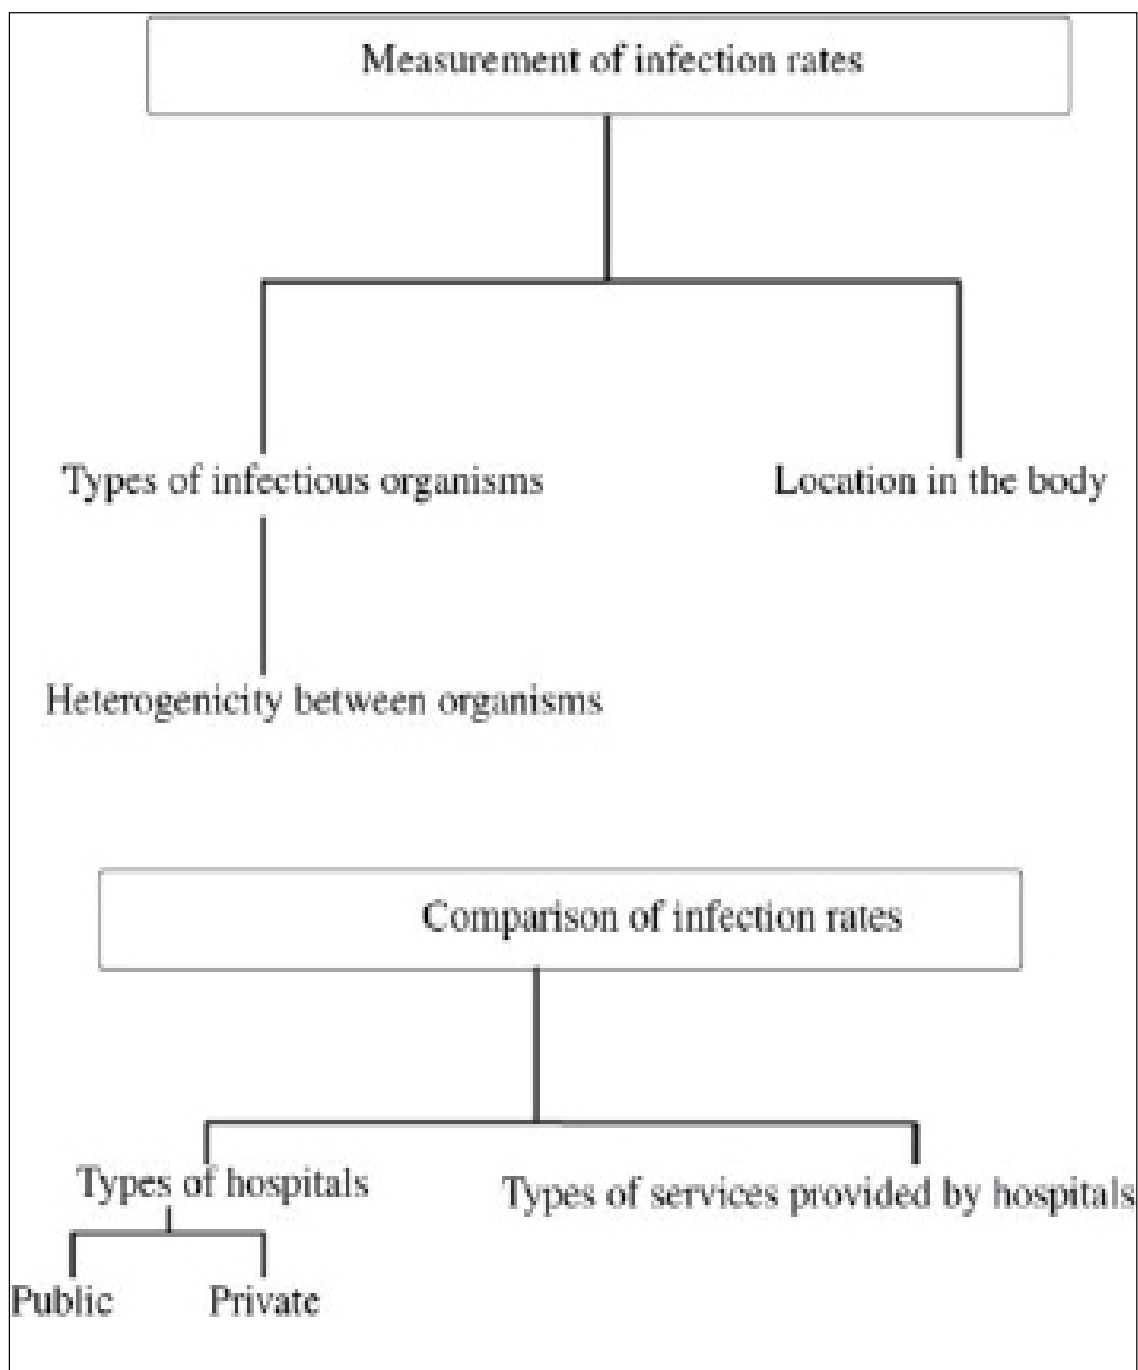 Measurement of infection rates
Types of infectious organisms
Location in the body
Heterogenicity between organisms
Comparison of infection rates
Types of hospitals
Types of services provided by hospitals
Public
Private